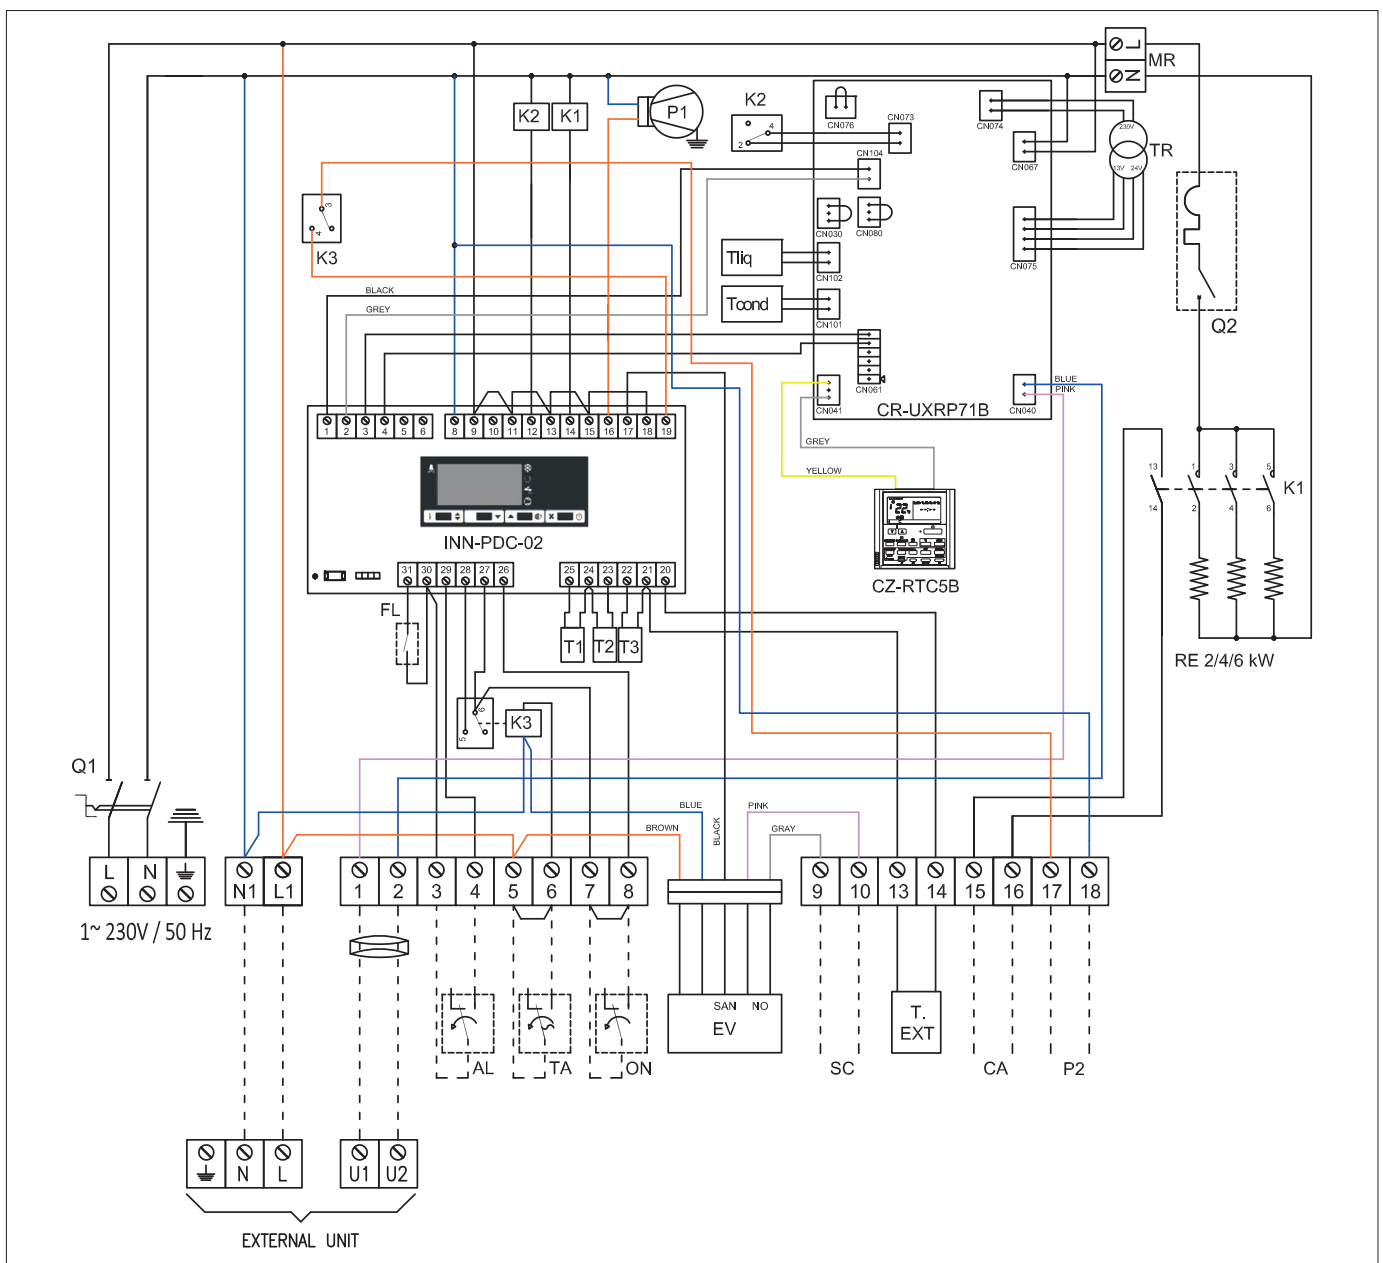 L
MR
N
K2
K1
P1
K2
4
2
CN076
CN073
CN074
230V
TR
13V 24V
CN067
CN104
3
4
K3
CN030
CN080
CN075
Tliq
CN102
Tcond
CN101
Q2
BLACK
GREY
CN061
CN041
CR-UXRP71B
CN040
BLUE
PINK
1 2 3 4 5 6
8 9 10 11 12 13 14 15 16 17 18 19
GREY
YELLOW
INN-PDC-02
CZ-RTC5B
13
14
1 3 5
2 4 6
K1
31 30 29 28 27 26
25 24 23 22 21 20
FL
T1 T2 T3
RE 2/4/6 kW
6
5
K3
Q1
BLUE
BROWN
BLACK
PINK
GRAY
L N
N1 L1
1 2 3 4 5 6 7 8
9 10 13 14 15 16 17 18
1~ 230V / 50 Hz
SAN NO
EV
T.
EXT
AL TA ON
SC CA P2
N L
U1 U2
EXTERNAL UNIT